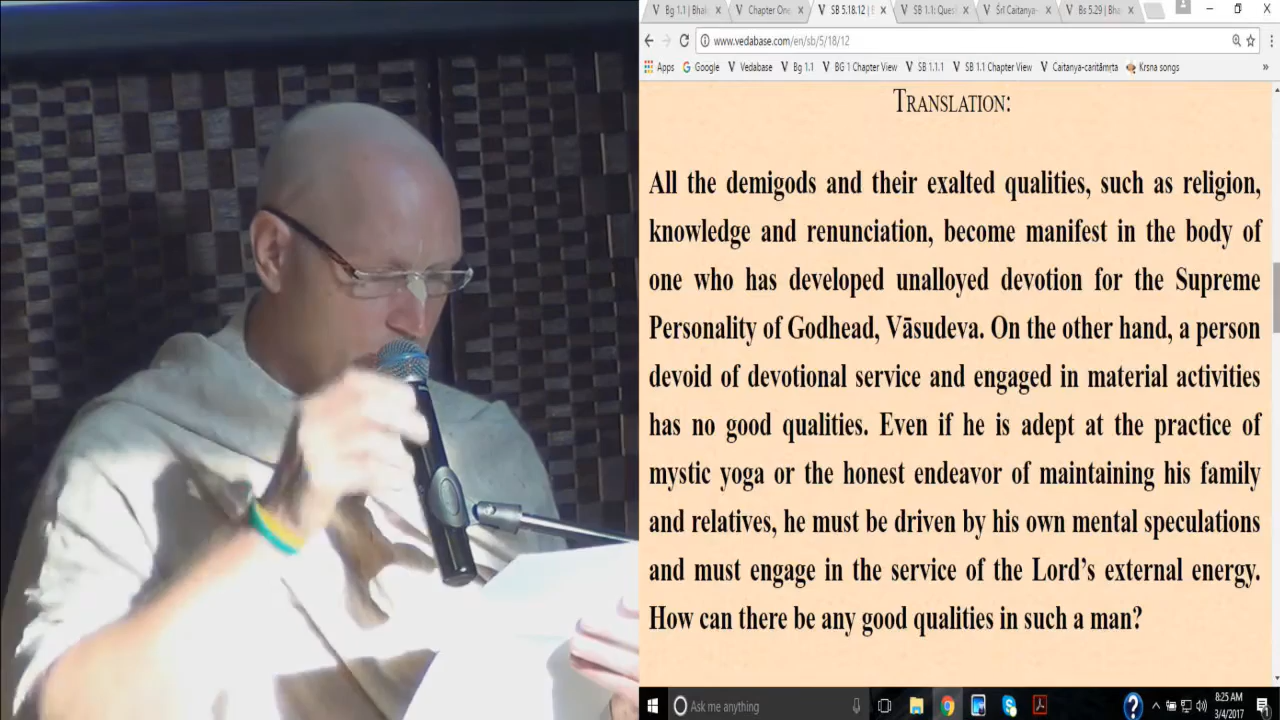 Bg 1.1 | Bhak
Chapter One.
SB 5.18.12 | B
SB 1.1: Ques
Śrī Caitanya-
Bs 5.29 | Bha
www.vedabase.com/en/sb/5/18/12
Apps
Google
Vedabase
Bg 1.1
BG 1 Chapter View
SB 1.1.1
SB 1.1 Chapter View
Caitanya-caritāmṛta
Krsna songs
»
TRANSLATION:
All the demigods and their exalted qualities, such as religion,
knowledge and renunciation, become manifest in the body of
one who has developed unalloyed devotion for the Supreme
Personality of Godhead, Vāsudeva. On the other hand, a person
devoid of devotional service and engaged in material activities
has no good qualities. Even if he is adept at the practice of
mystic yoga or the honest endeavor of maintaining his family
and relatives, he must be driven by his own mental speculations
and must engage in the service of the Lord’s external energy.
How can there be any good qualities in such a man?
Ask me anything
8:25 AM
3/4/2017